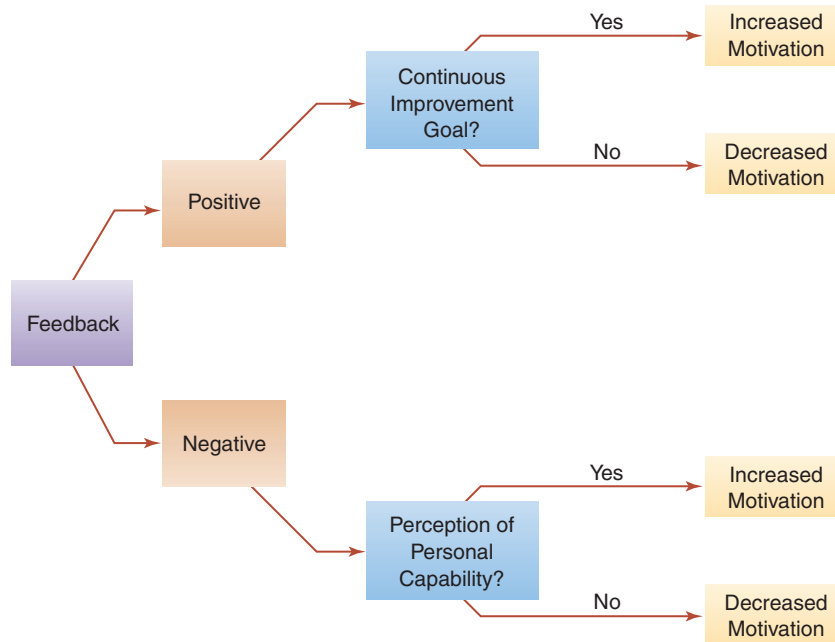 Yes
Increased
Motivation
Continuous
Improvement
Goal?
No
Decreased
Motivation
Positive
Feedback
Negative
Yes
Increased
Motivation
Perception of
Personal
Capability?
No
Decreased
Motivation